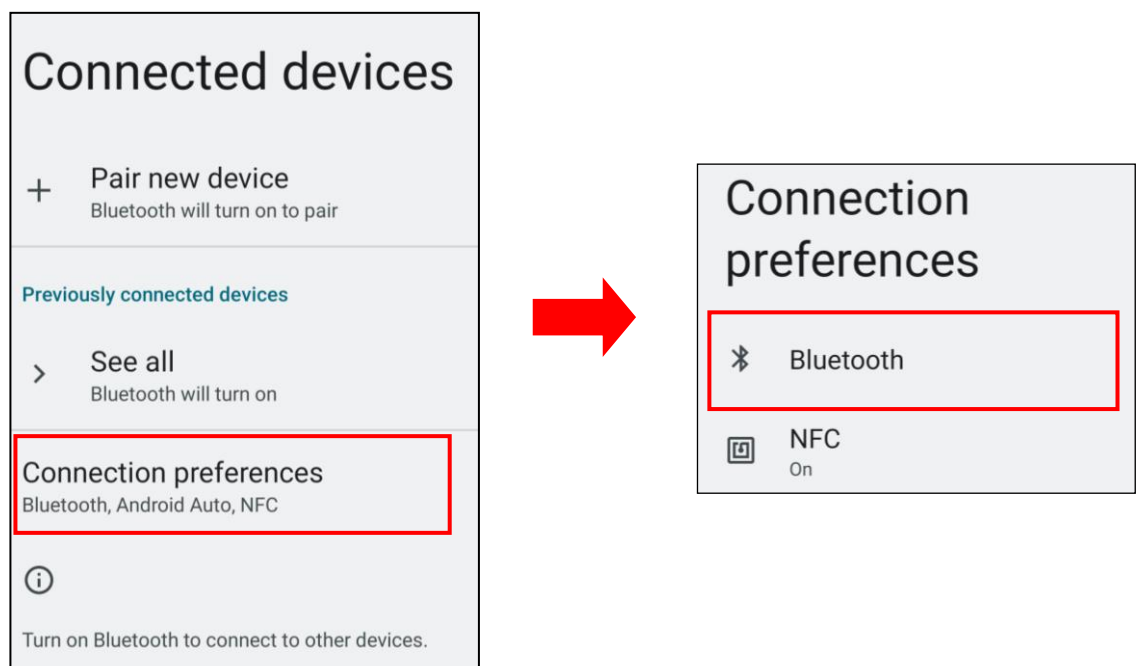 Connected devices
Pair new device
Bluetooth will turn on to pair
Previously connected devices
See all
Bluetooth will turn on
Connection preferences
Bluetooth, Android Auto, NFC
Turn on Bluetooth to connect to other devices.
Connection
preferences
Bluetooth
NFC
On